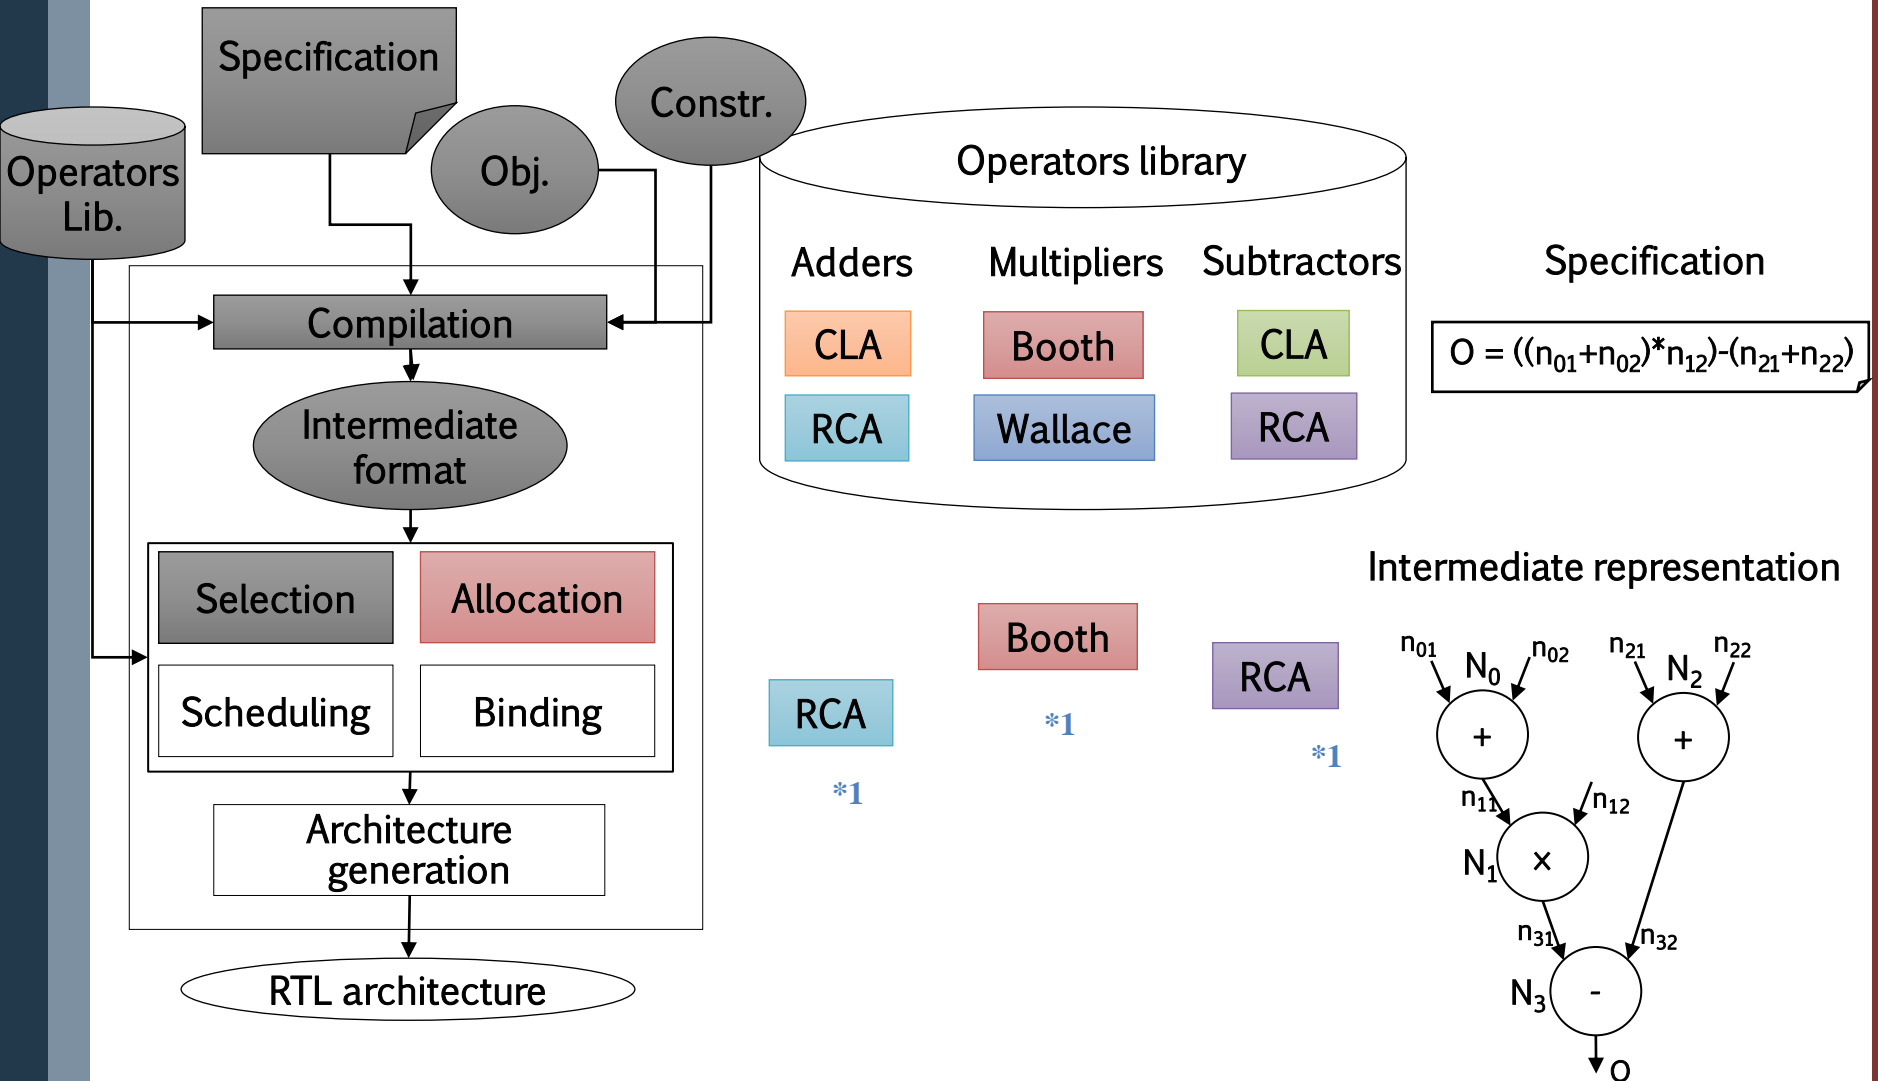 Specification
Constr.
Obj.
Operators
Lib.
Compilation
Intermediate
format
Selection
Allocation
Scheduling
Binding
Architecture
generation
RTL architecture
Operators library
Adders
Multipliers
Subtractors
CLA
Booth
CLA
RCA
Wallace
RCA
Specification
O = ((n01+n02)*n12)-(n21+n22)
RCA
*1
Booth
*1
RCA
*1
Intermediate representation
n01
N0
n02
n21
N2
n22
+
+
n11
n12
N1
x
n31
n32
N3
-
O